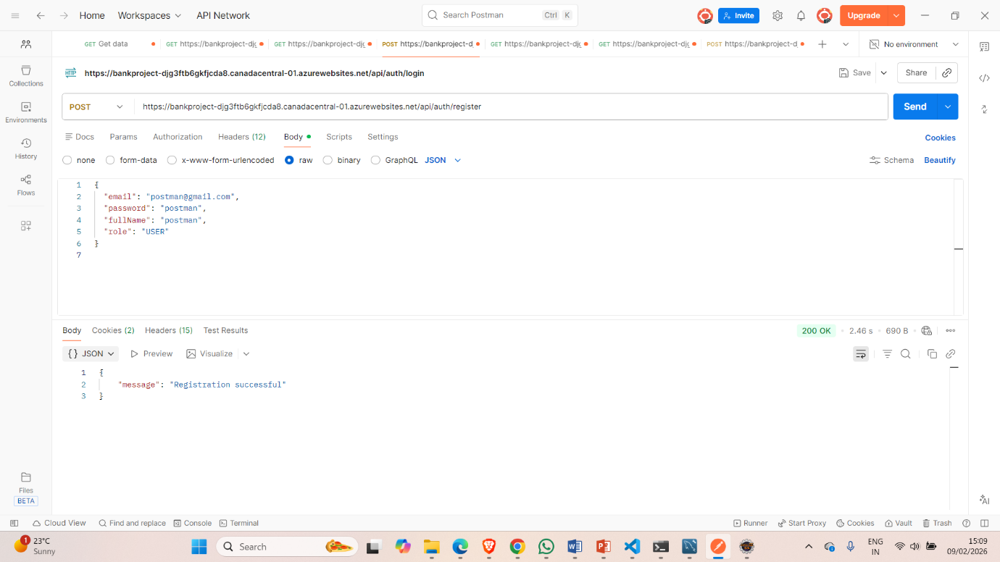 Home Workspaces API Network Search Postman Ctrl K Invite Upgrade
GET Get data GET https://bankproject-djg GET https://bankproject-djg POST https://bankproject-d GET https://bankproject-djg GET https://bankproject-djg POST https://bankproject-d No environment
HTTP https://bankproject-djg3ftb6gkfjcda8.canadacentral-01.azurewebsites.net/api/auth/login Save Share
Collections
Environments
History
Flows
POST https://bankproject-djg3ftb6gkfjcda8.canadacentral-01.azurewebsites.net/api/auth/register Send
Docs Params Authorization Headers (12) Body Scripts Settings Cookies
none form-data x-www-form-urlencoded raw binary GraphQL JSON Schema Beautify
1 {
2 "email": "postman@gmail.com",
3 "password": "postman",
4 "fullName": "postman",
5 "role": "USER"
6 }
7
Body Cookies (2) Headers (15) Test Results 200 OK 2.46 s 690 B
{} JSON Preview Visualize
1 {
2 "message": "Registration successful"
3 }
Files
BETA
AI
Cloud View Find and replace Console Terminal Runner Start Proxy Cookies Vault Trash
1 23°C
Sunny
Search
ENG
IN
15:09
09/02/2026